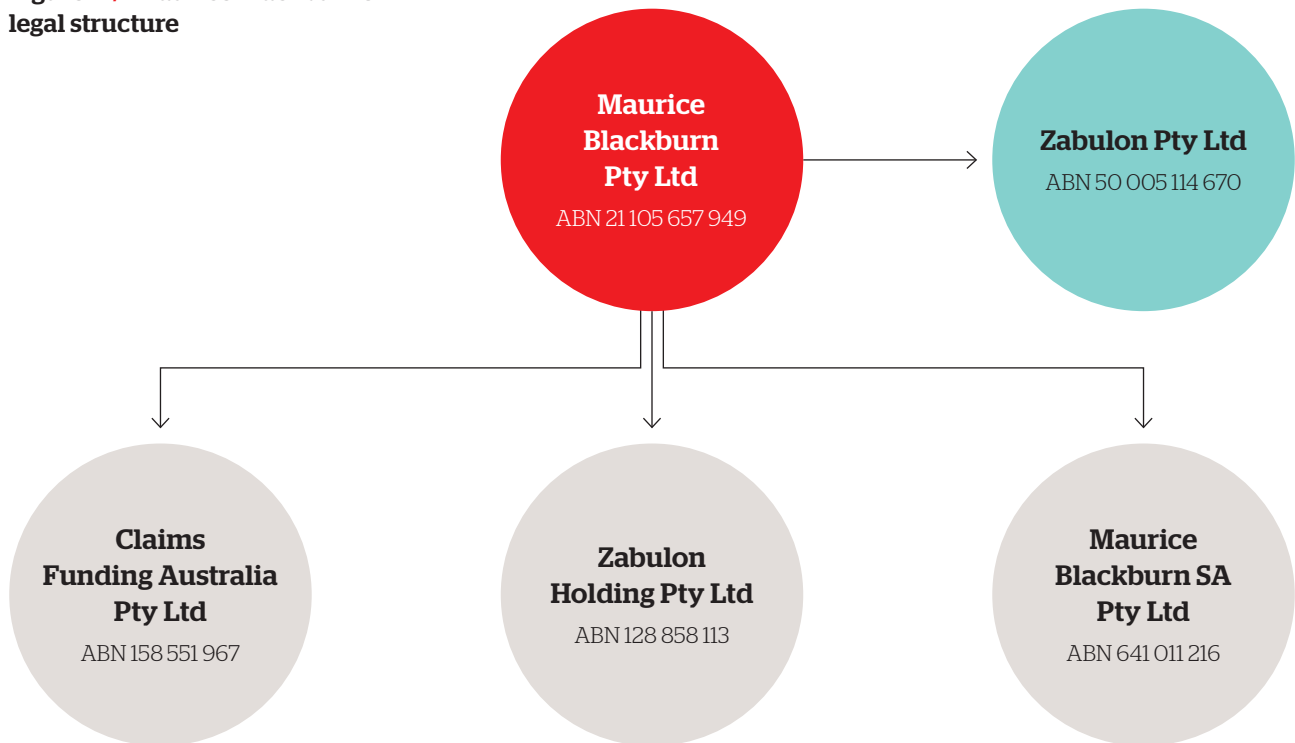 legal structure
Maurice
Blackburn
Pty Ltd
ABN 21 105 657 949
Zabulon Pty Ltd
ABN 50 005 114 670
Claims
Funding Australia
Pty Ltd
ABN 158 551 967
Zabulon
Holding Pty Ltd
ABN 128 858 113
Maurice
Blackburn SA
Pty Ltd
ABN 641 011 216